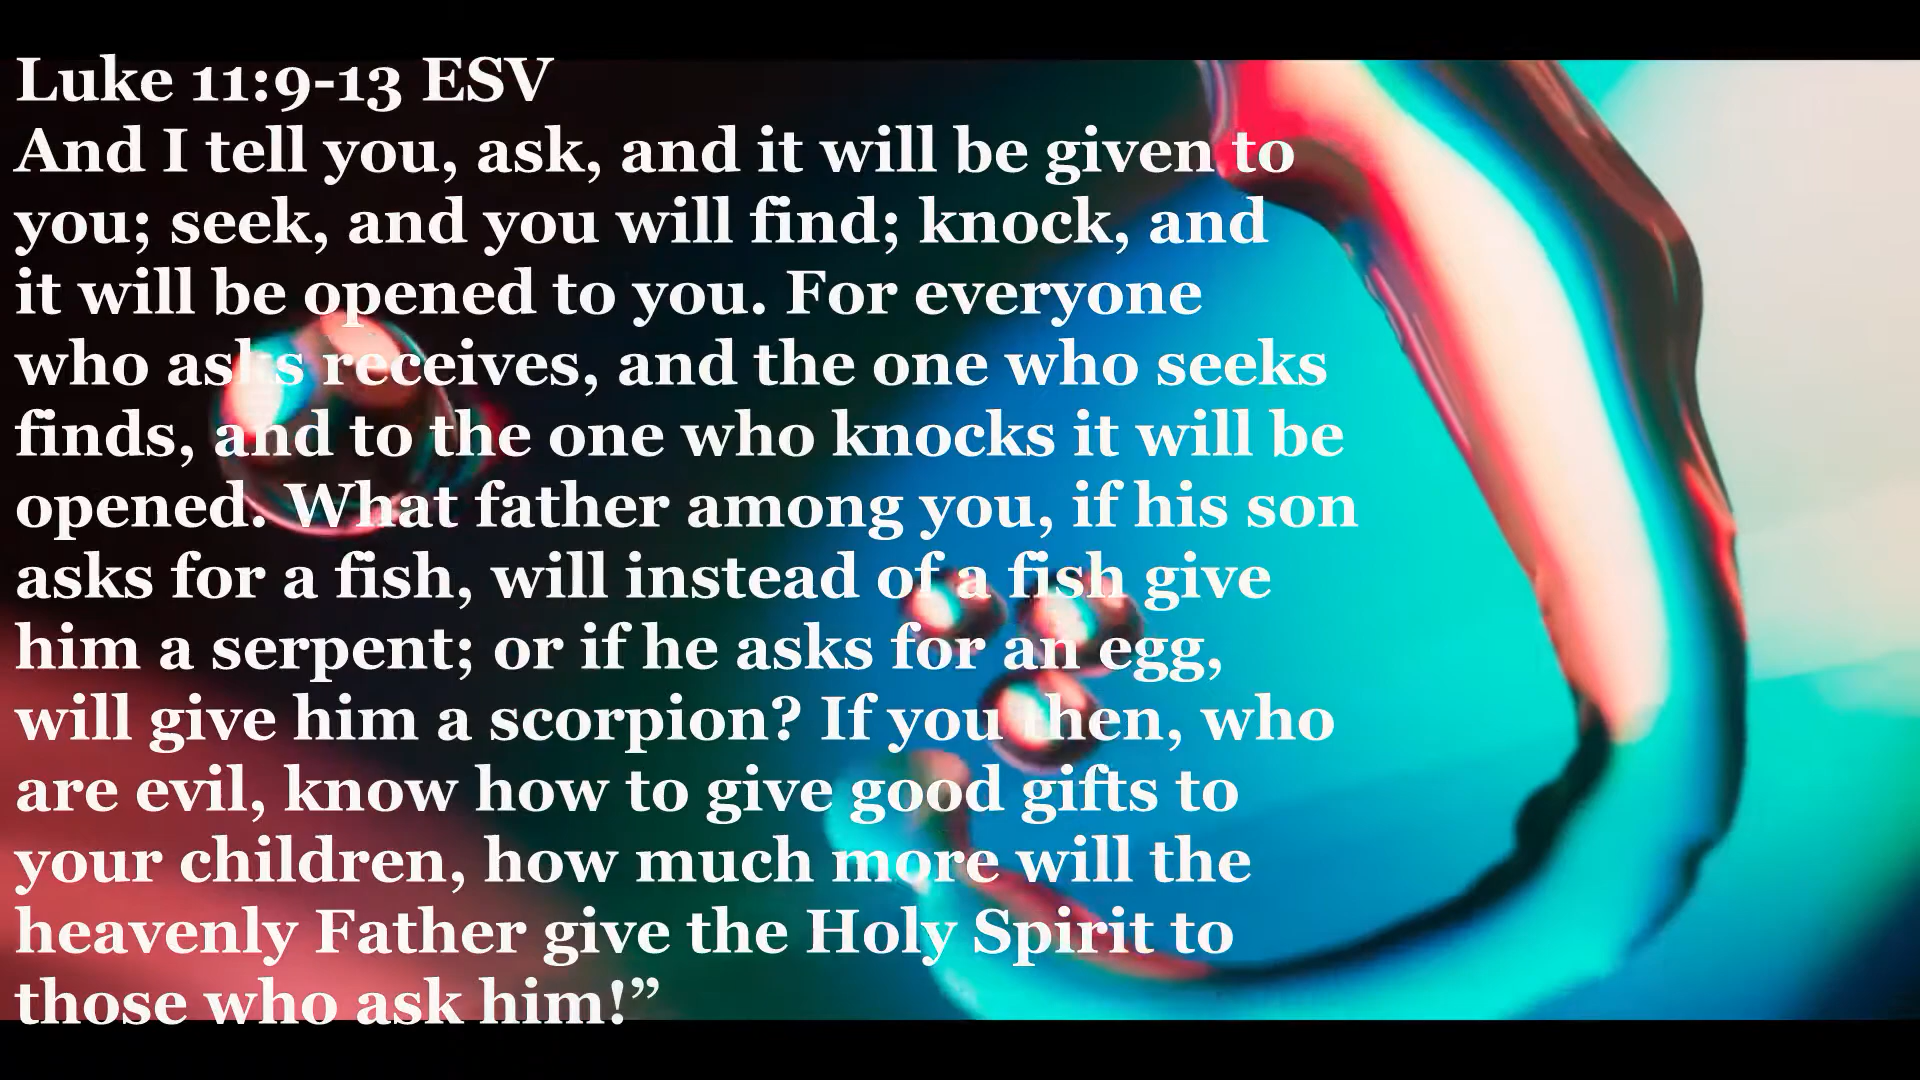 Luke 11:9-13 ESV
And I tell you, ask, and it will be given to
you; seek, and you will find; knock, and
it will be opened to you. For everyone
who asks receives, and the one who seeks
finds, and to the one who knocks it will be
opened. What father among you, if his son
asks for a fish, will instead of a fish give
him a serpent; or if he asks for an egg,
will give him a scorpion? If you then, who
are evil, know how to give good gifts to
your children, how much more will the
heavenly Father give the Holy Spirit to
those who ask him!”